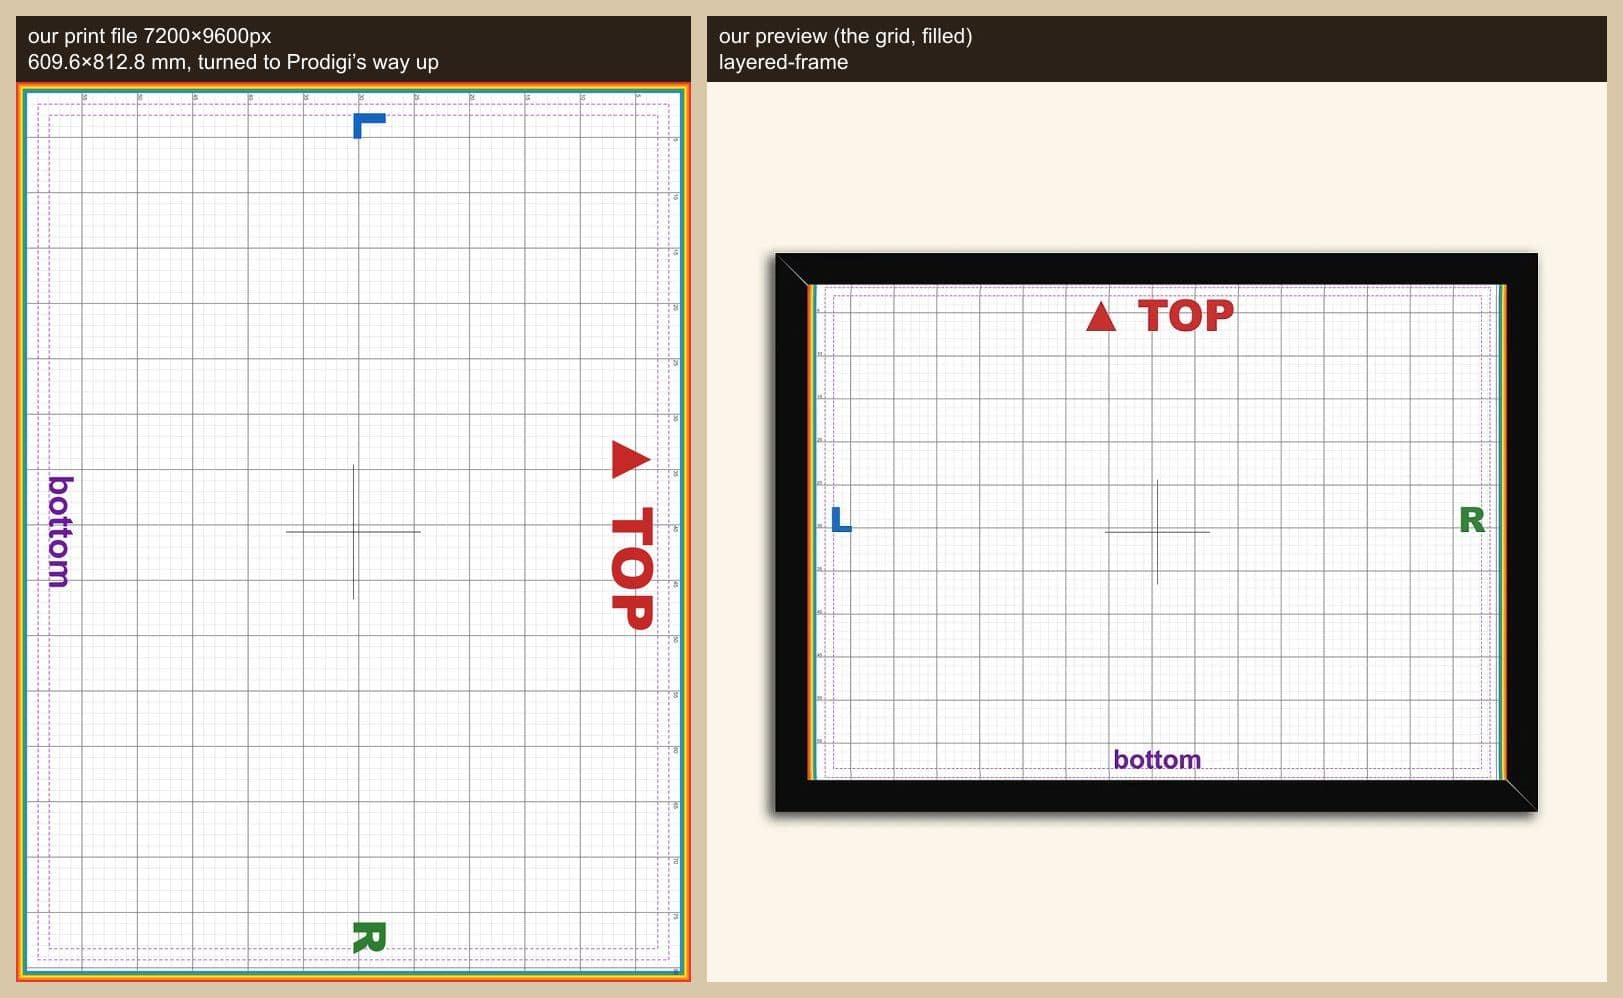 our print file 7200×9600px
609.6×812.8 mm, turned to Prodigi's way up
L
▲ TOP
bottom
R
our preview (the grid, filled)
layered-frame
▲ TOP
L
R
bottom